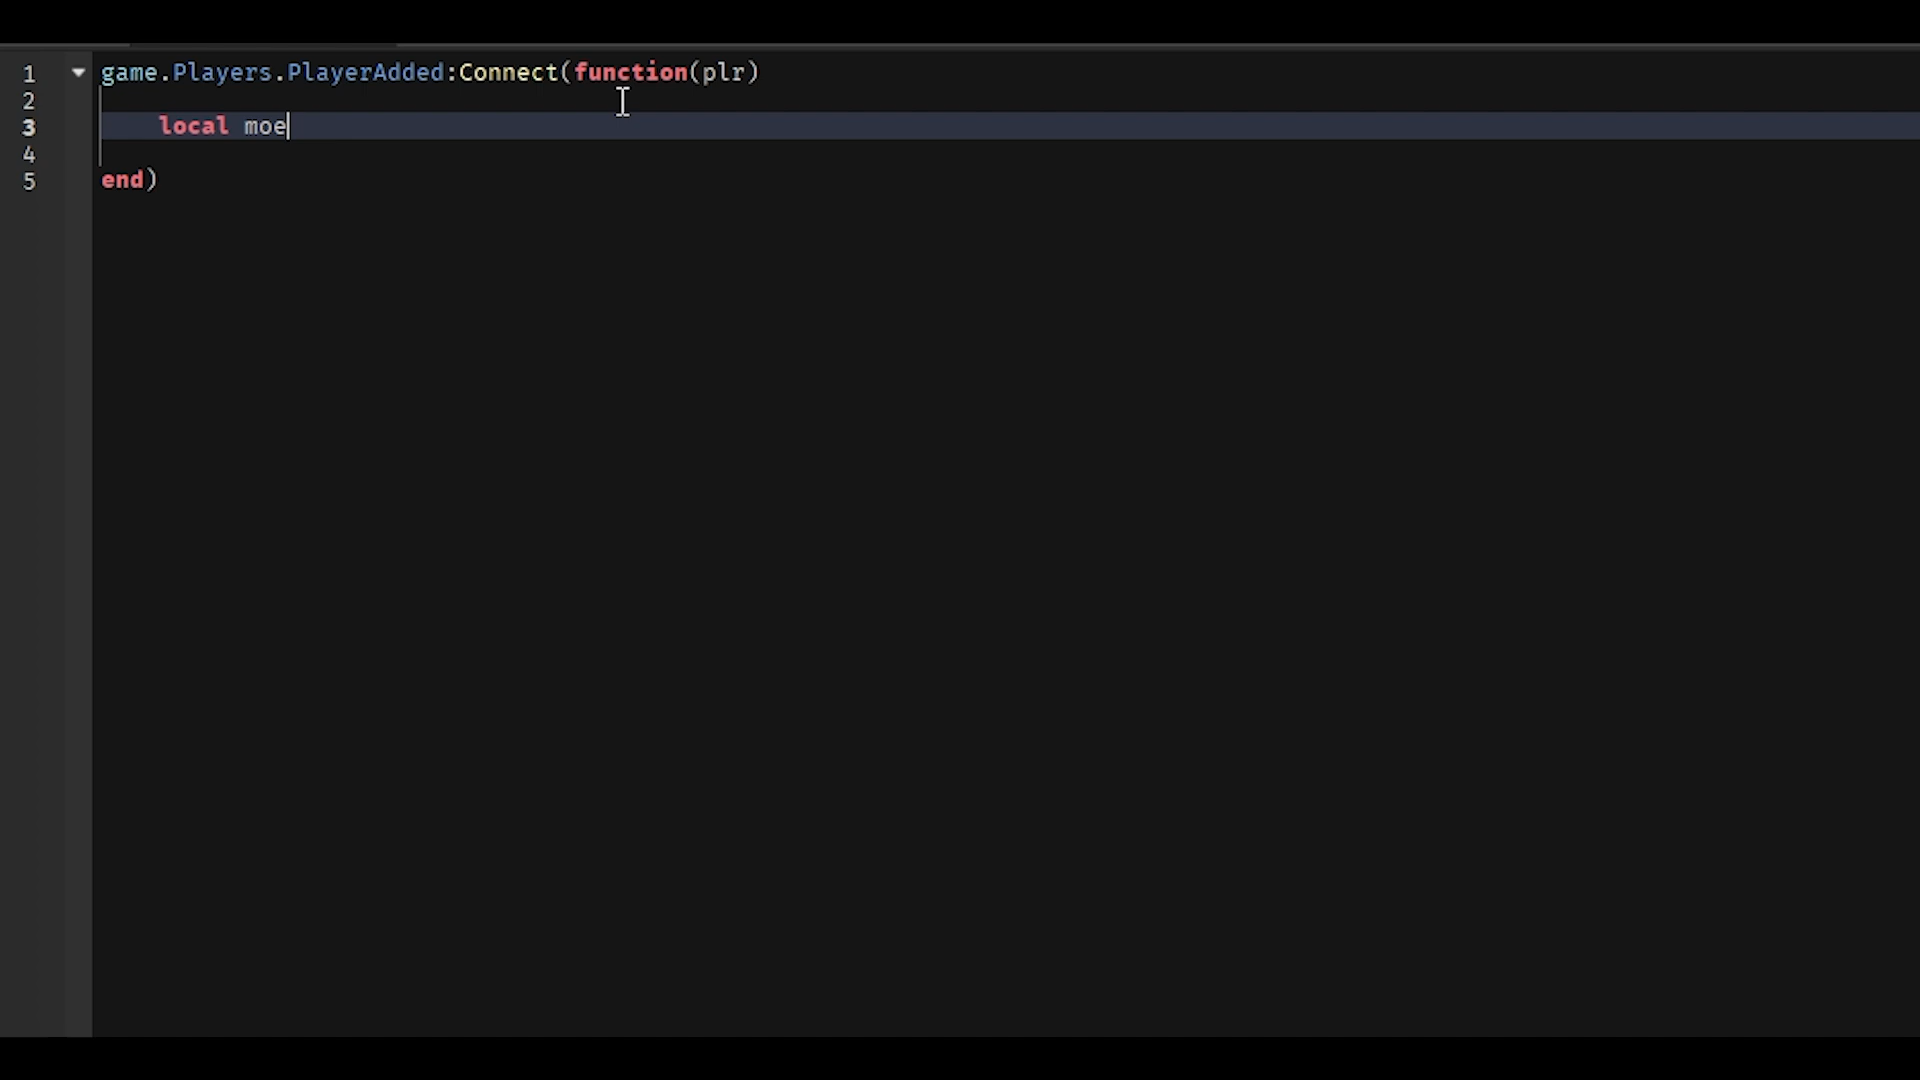 1 game.Players.PlayerAdded:Connect(function(plr)
2
3 local moe
4
5 end)